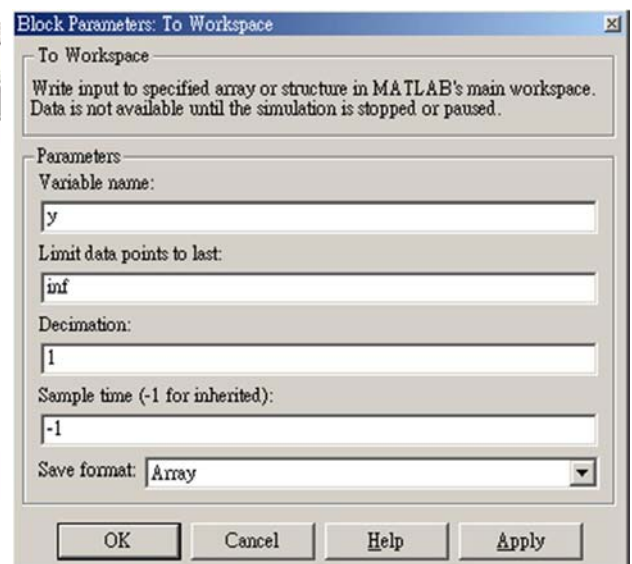 Block Parameters: To Workspace
To Workspace
Write input to specified array or structure in MATLAB's main workspace.
Data is not available until the simulation is stopped or paused.
Parameters
Variable name:
y
Limit data points to last:
inf
Decimation:
1
Sample time (-1 for inherited):
-1
Save format: Array
OK Cancel Help Apply